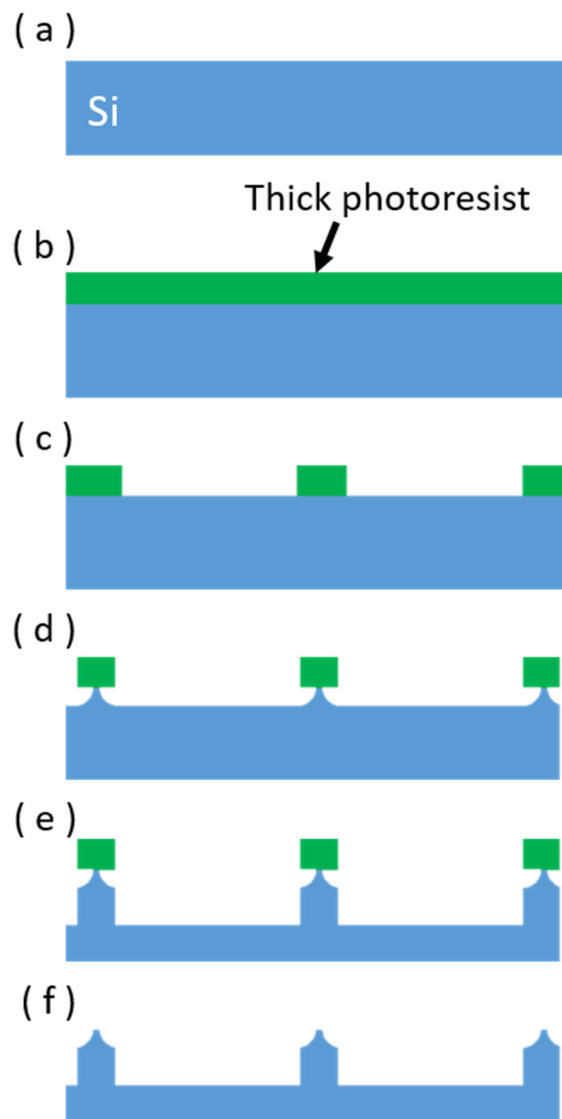 ( a )
Si
Thick photoresist
( b )
( c )
( d )
( e )
( f )